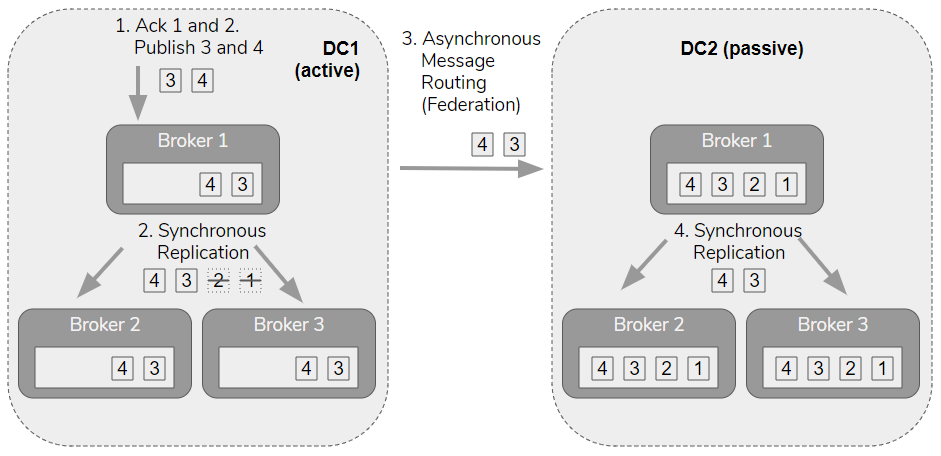 1. Ack 1 and 2.
Publish 3 and 4
3 4
DC1
(active)
Broker 1
4 3
2. Synchronous
Replication
4 3 2 1
Broker 2
4 3
Broker 3
4 3
3. Asynchronous
Message
Routing
(Federation)
4 3
DC2 (passive)
Broker 1
4 3 2 1
4. Synchronous
Replication
4 3
Broker 2
4 3 2 1
Broker 3
4 3 2 1